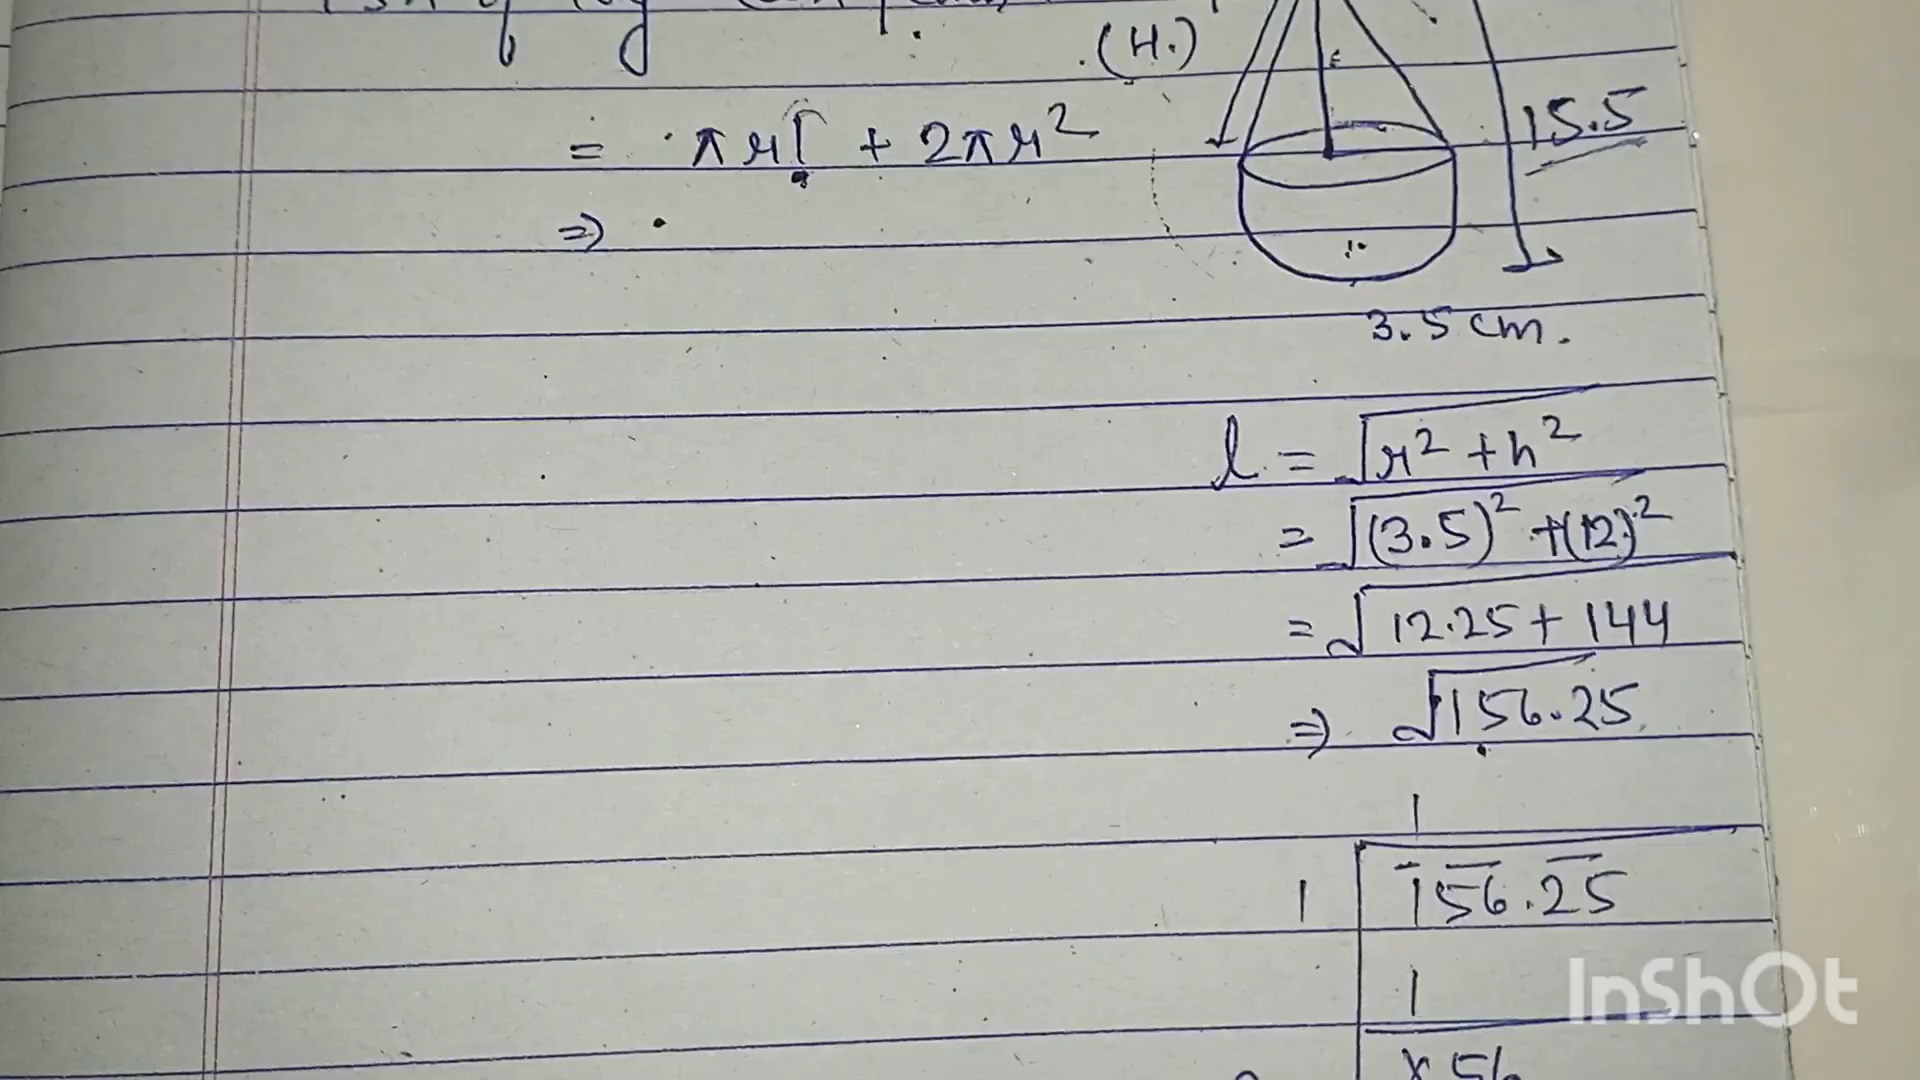 (H.)
= πrl + 2πr²
⇒
15.5
3.5 cm.
l = √r² + h²
= √(3.5)² + (12)²
= √12.25 + 144
⇒ √156.25
1
1 156.25
1
x 56
InShOt